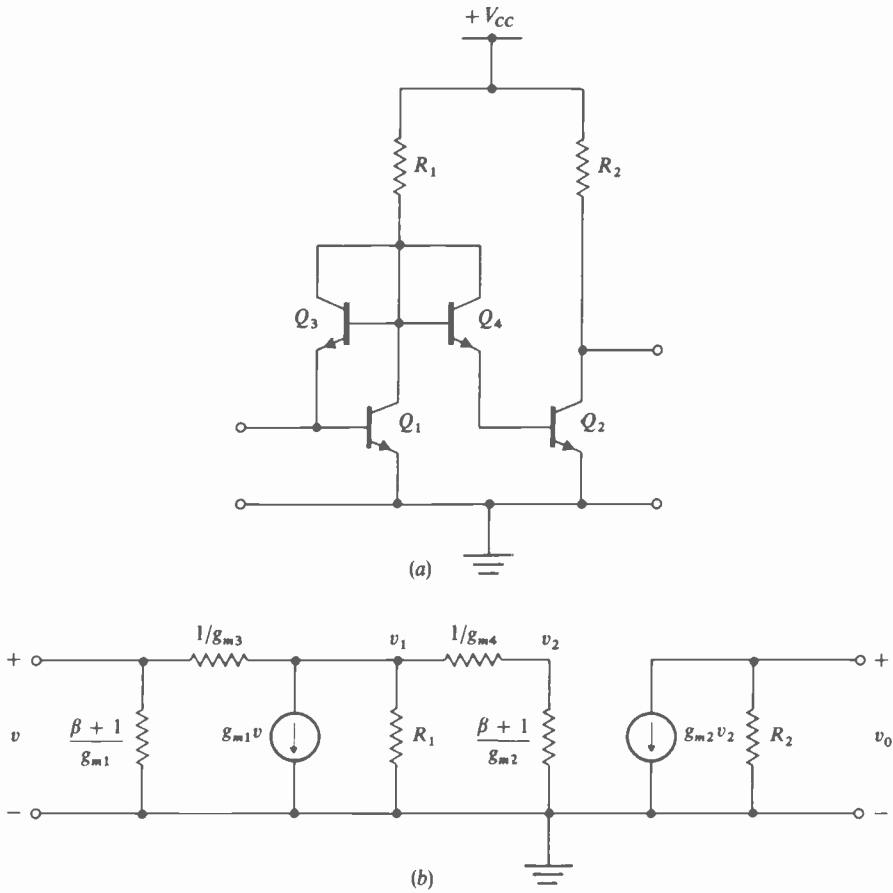 + V_CC
R_1
R_2
Q_3
Q_4
Q_1
Q_2
(a)
1/g_m3
v_1
1/g_m4
v_2
+
+
v
β + 1
g_m1
g_m1 v
R_1
β + 1
g_m2
g_m2 v_2
R_2
v_0
−
−
(b)